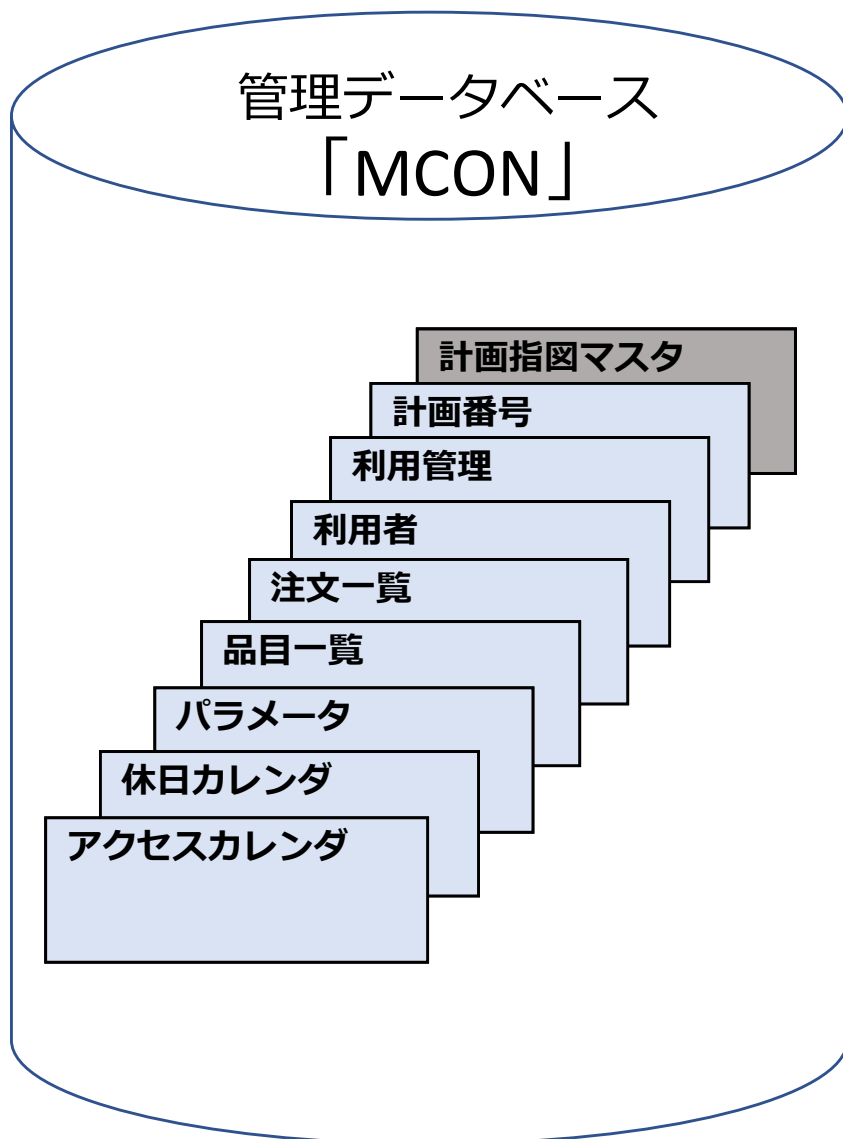 管理データベース
「MCON」
計画指図マスタ
計画番号
利用管理
利用者
注文一覧
品目一覧
パラメータ
休日カレンダ
アクセスカレンダ